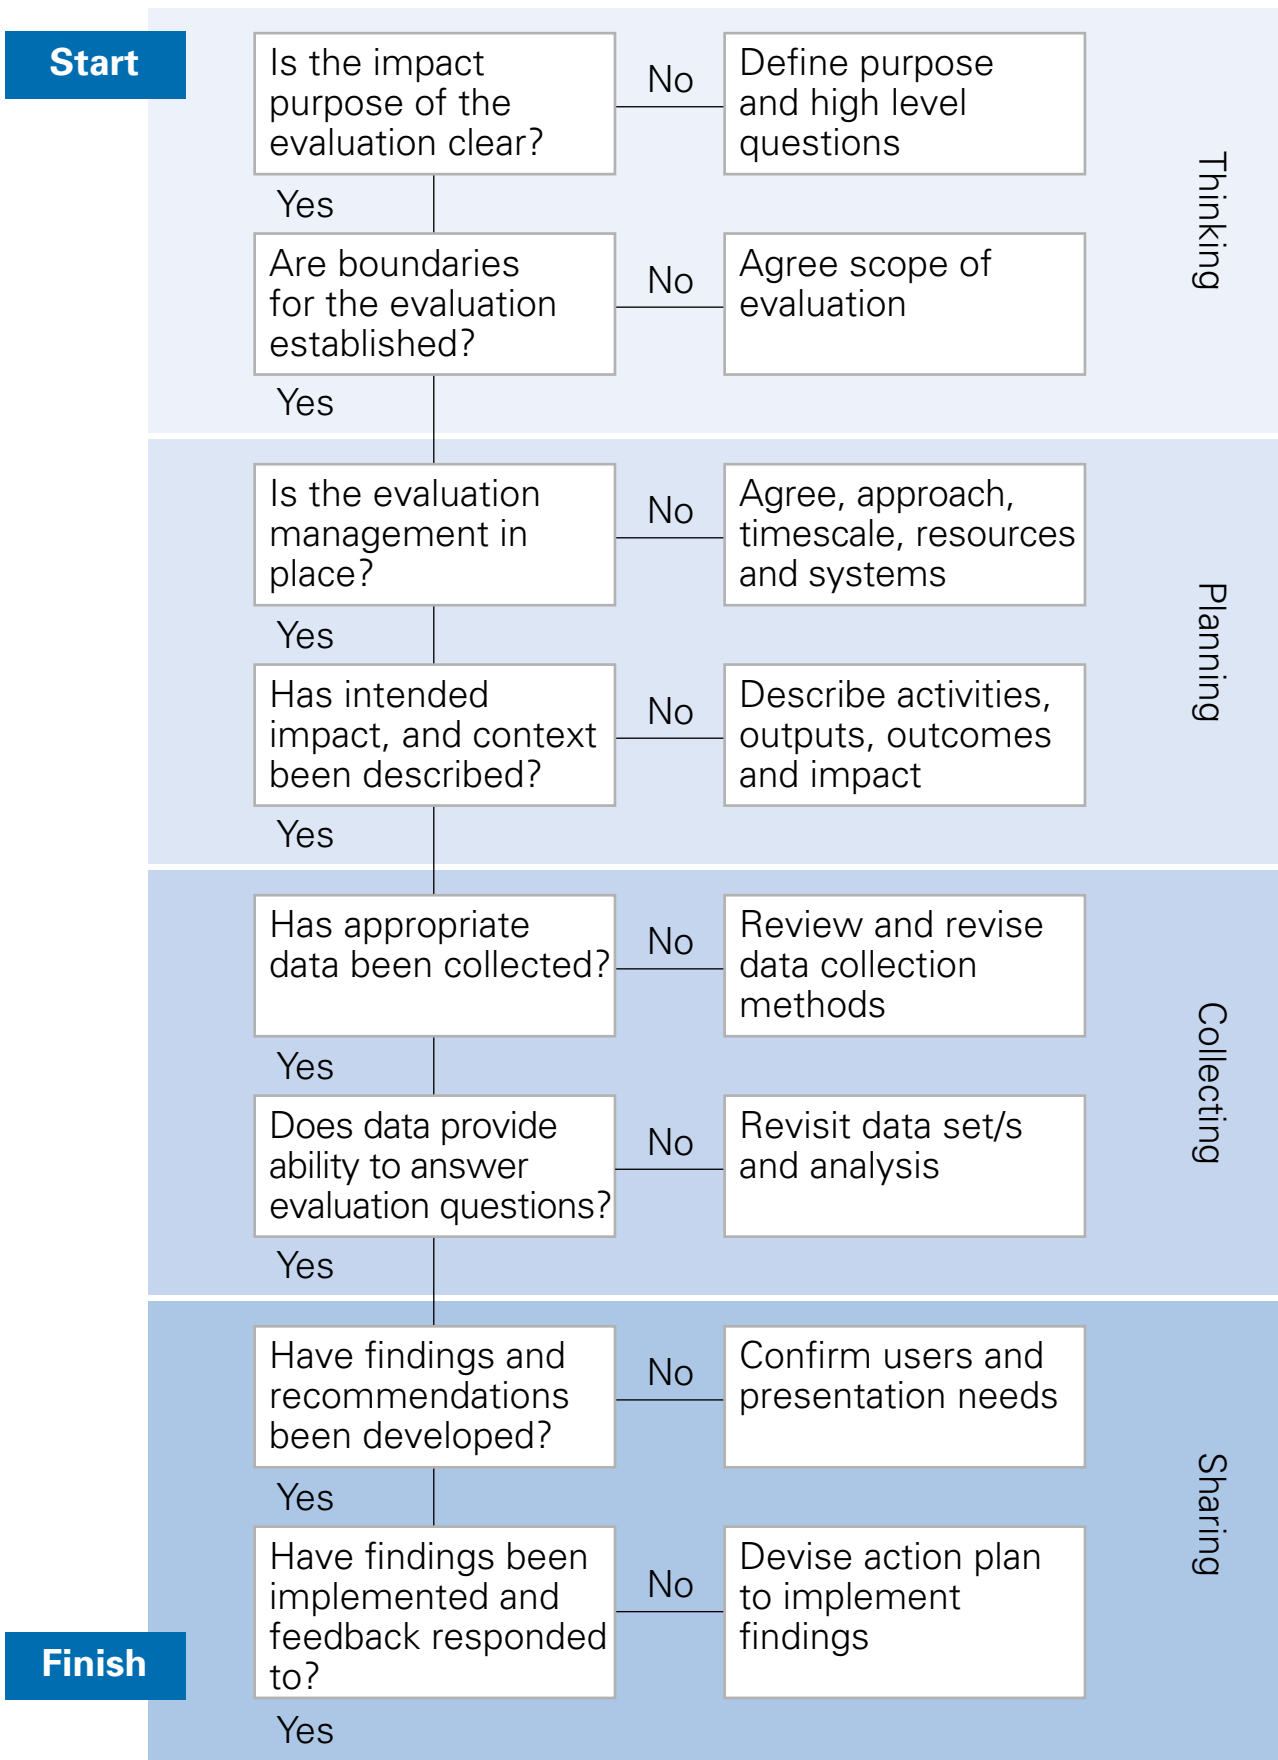 Start
Is the impact
purpose of the
evaluation clear?
No
Define purpose
and high level
questions
Yes
Are boundaries
for the evaluation
established?
No
Agree scope of
evaluation
Yes
Thinking
Is the evaluation
management in
place?
No
Agree, approach,
timescale, resources
and systems
Yes
Has intended
impact, and context
been described?
No
Describe activities,
outputs, outcomes
and impact
Yes
Planning
Has appropriate
data been collected?
No
Review and revise
data collection
methods
Yes
Does data provide
ability to answer
evaluation questions?
No
Revisit data set/s
and analysis
Yes
Collecting
Have findings and
recommendations
been developed?
No
Confirm users and
presentation needs
Yes
Have findings been
implemented and
feedback responded
to?
No
Devise action plan
to implement
findings
Yes
Sharing
Finish